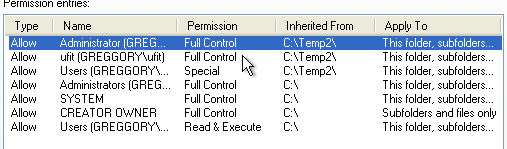 Permission entries:
Type Name Permission Inherited From Apply To
Allow Administrator (GREG... Full Control C:\Temp2\ This folder, subfolders...
Allow ufit (GREGGORY\ufit) Full Control C:\Temp2\ This folder, subfolders...
Allow Users (GREGGORY\... Special C:\Temp2\ This folder, subfolders...
Allow Administrators (GREG... Full Control C:\ This folder, subfolders...
Allow SYSTEM Full Control C:\ This folder, subfolders...
Allow CREATOR OWNER Full Control C:\ Subfolders and files only
Allow Users (GREGGORY\... Read & Execute C:\ This folder, subfolders...